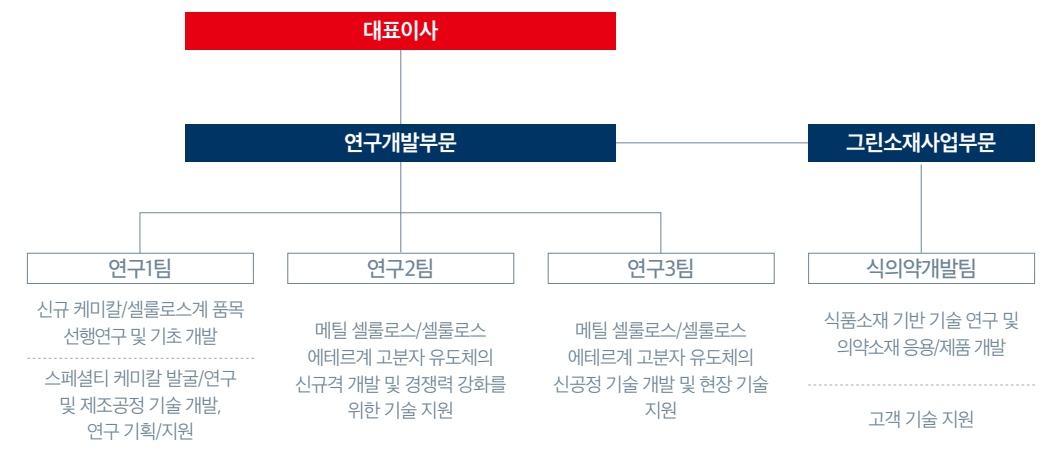 대표이사
연구개발부문
그린소재사업부문
연구1팀
신규 케미칼/셀룰로스계 품목
선행연구 및 기초 개발
스페셜티 케미칼 발굴/연구
및 제조공정 기술 개발,
연구 기획/지원
연구2팀
메틸 셀룰로스/셀룰로스
에테르계 고분자 유도체의
신규격 개발 및 경쟁력 강화를
위한 기술 지원
연구3팀
메틸 셀룰로스/셀룰로스
에테르계 고분자 유도체의
신공정 기술 개발 및 현장 기술
지원
식의약개발팀
식품소재 기반 기술 연구 및
의약소재 응용/제품 개발
고객 기술 지원